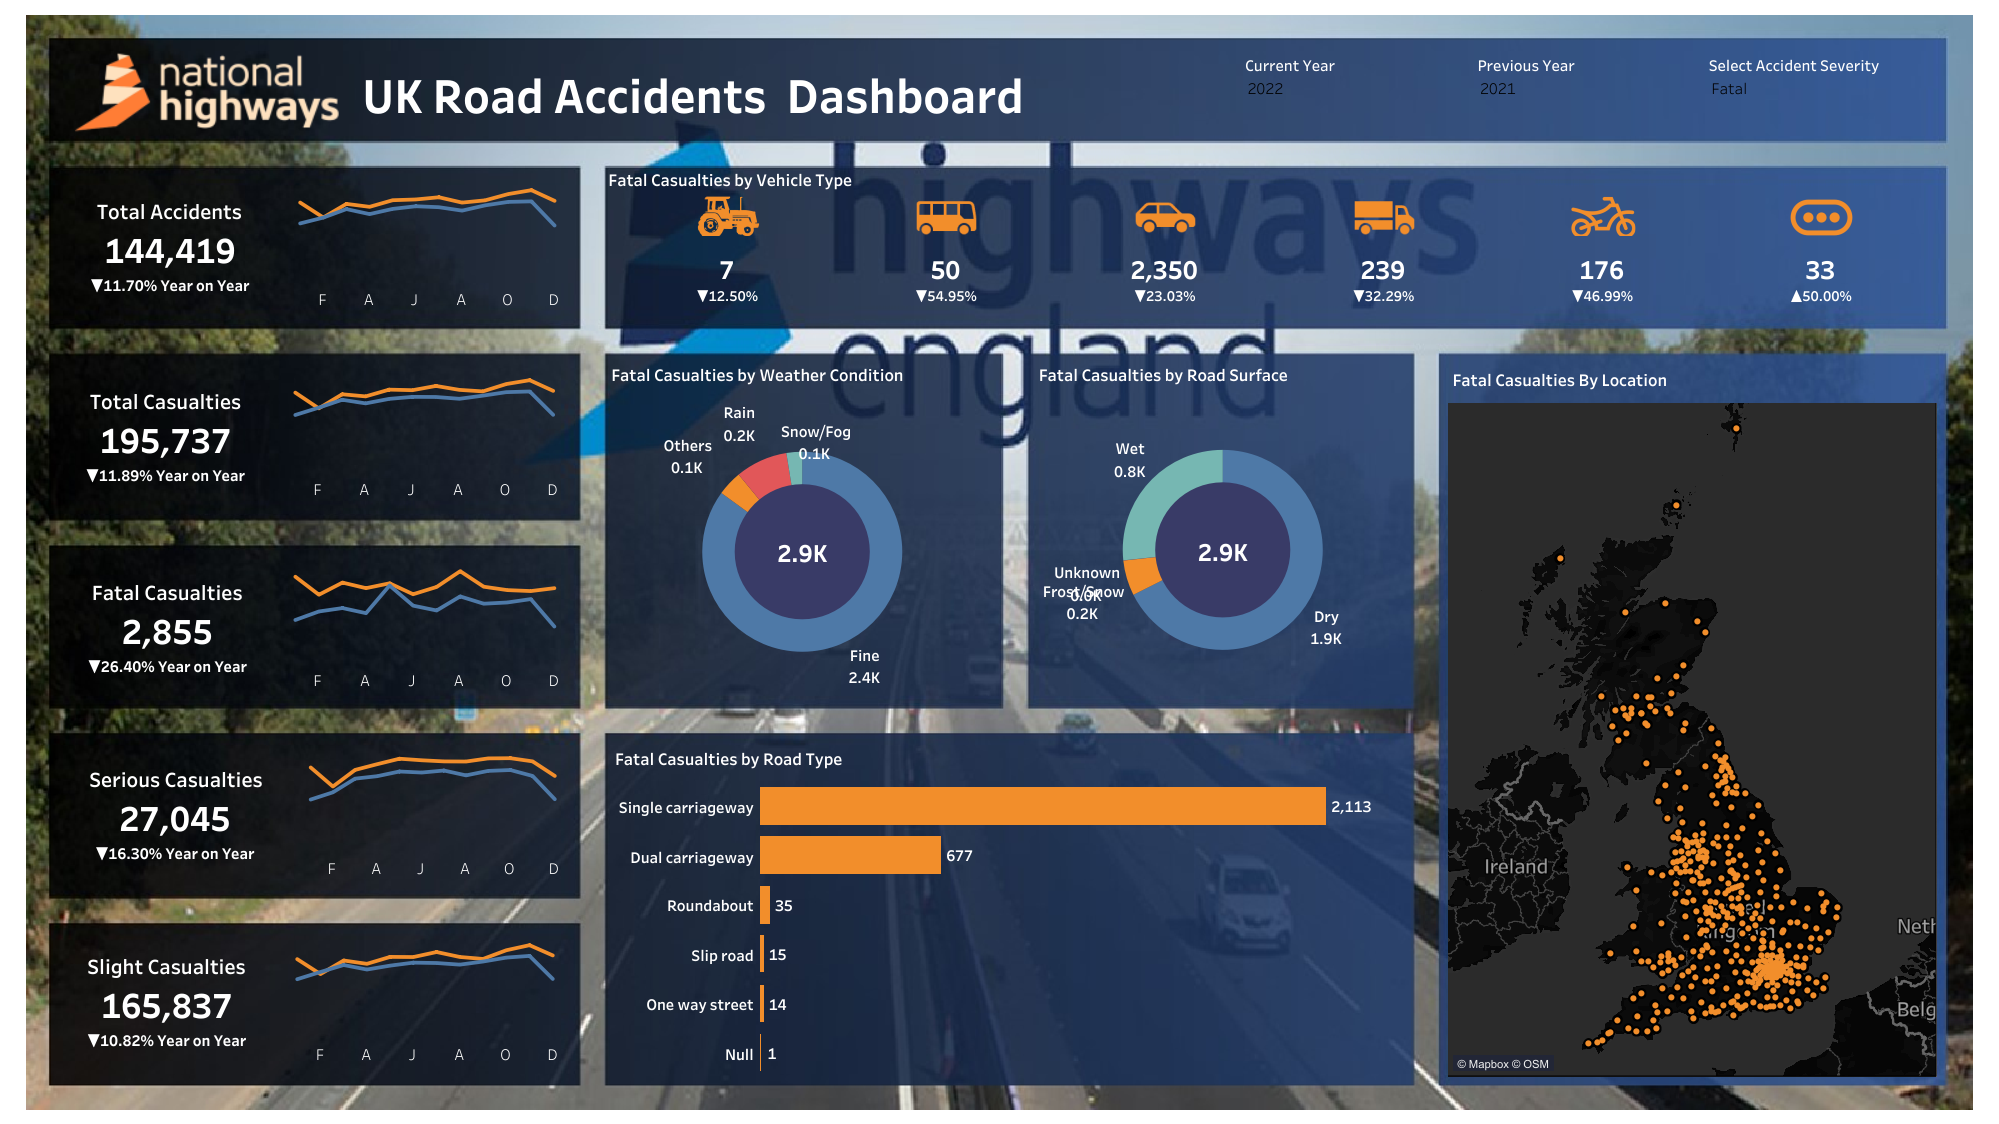 national
highways
UK Road Accidents Dashboard
Current Year
2022
Previous Year
2021
Select Accident Severity
Fatal
highways
england
Total Accidents
144,419
▼11.70% Year on Year
F A J A O D
Total Casualties
195,737
▼11.89% Year on Year
F A J A O D
Fatal Casualties
2,855
▼26.40% Year on Year
F A J A O D
Serious Casualties
27,045
▼16.30% Year on Year
F A J A O D
Slight Casualties
165,837
▼10.82% Year on Year
F A J A O D
Fatal Casualties by Vehicle Type
7 50 2,350 239 176 33
▼12.50% ▼54.95% ▼23.03% ▼32.29% ▼46.99% ▲50.00%
Fatal Casualties by Weather Condition
Rain
0.2K
Snow/Fog
0.1K
Others
0.1K
2.9K
Fine
2.4K
Fatal Casualties by Road Surface
Wet
0.8K
2.9K
Unknown
0.0K
Frost/Snow
0.2K
Dry
1.9K
Fatal Casualties by Road Type
Single carriageway 2,113
Dual carriageway 677
Roundabout 35
Slip road 15
One way street 14
Null 1
Fatal Casualties By Location
Ireland
Neth
Belg
© Mapbox © OSM